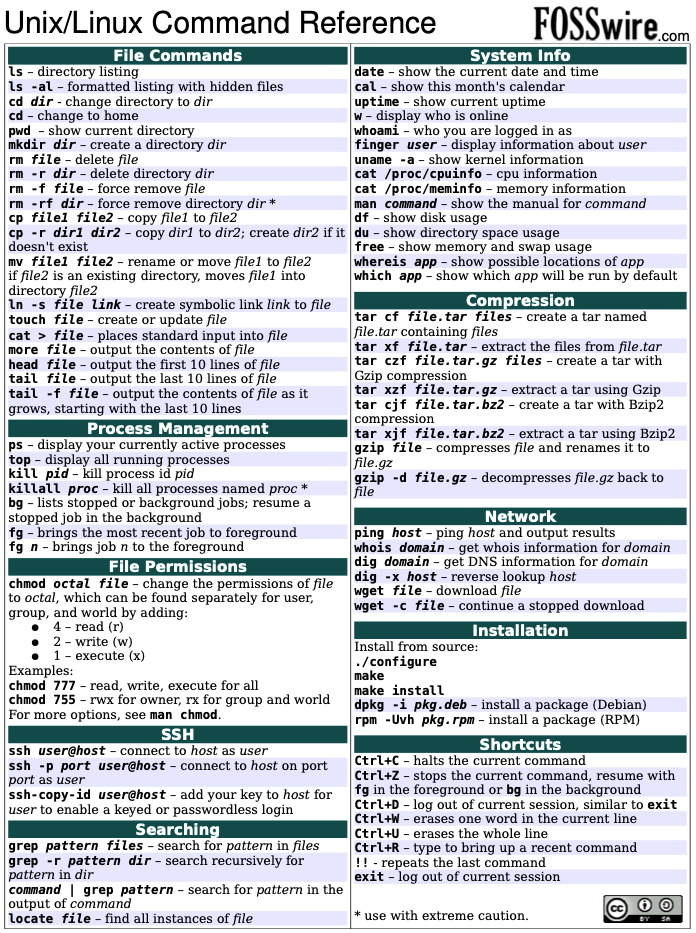 Unix/Linux Command Reference
FOSSwire.com
File Commands
ls – directory listing
ls -al – formatted listing with hidden files
cd dir - change directory to dir
cd – change to home
pwd – show current directory
mkdir dir – create a directory dir
rm file – delete file
rm -r dir – delete directory dir
rm -f file – force remove file
rm -rf dir – force remove directory dir *
cp file1 file2 – copy file1 to file2
cp -r dir1 dir2 – copy dir1 to dir2; create dir2 if it
doesn't exist
mv file1 file2 – rename or move file1 to file2
if file2 is an existing directory, moves file1 into
directory file2
ln -s file link – create symbolic link link to file
touch file – create or update file
cat > file – places standard input into file
more file – output the contents of file
head file – output the first 10 lines of file
tail file – output the last 10 lines of file
tail -f file – output the contents of file as it
grows, starting with the last 10 lines
Process Management
ps – display your currently active processes
top – display all running processes
kill pid – kill process id pid
killall proc – kill all processes named proc *
bg – lists stopped or background jobs; resume a
stopped job in the background
fg – brings the most recent job to foreground
fg n – brings job n to the foreground
File Permissions
chmod octal file – change the permissions of file
to octal, which can be found separately for user,
group, and world by adding:
● 4 – read (r)
● 2 – write (w)
● 1 – execute (x)
Examples:
chmod 777 – read, write, execute for all
chmod 755 – rwx for owner, rx for group and world
For more options, see man chmod.
SSH
ssh user@host – connect to host as user
ssh -p port user@host – connect to host on port
port as user
ssh-copy-id user@host – add your key to host for
user to enable a keyed or passwordless login
Searching
grep pattern files – search for pattern in files
grep -r pattern dir – search recursively for
pattern in dir
command | grep pattern – search for pattern in the
output of command
locate file – find all instances of file
System Info
date – show the current date and time
cal – show this month's calendar
uptime – show current uptime
w – display who is online
whoami – who you are logged in as
finger user – display information about user
uname -a – show kernel information
cat /proc/cpuinfo – cpu information
cat /proc/meminfo – memory information
man command – show the manual for command
df – show disk usage
du – show directory space usage
free – show memory and swap usage
whereis app – show possible locations of app
which app – show which app will be run by default
Compression
tar cf file.tar files – create a tar named
file.tar containing files
tar xf file.tar – extract the files from file.tar
tar czf file.tar.gz files – create a tar with
Gzip compression
tar xzf file.tar.gz – extract a tar using Gzip
tar cjf file.tar.bz2 – create a tar with Bzip2
compression
tar xjf file.tar.bz2 – extract a tar using Bzip2
gzip file – compresses file and renames it to
file.gz
gzip -d file.gz – decompresses file.gz back to
file
Network
ping host – ping host and output results
whois domain – get whois information for domain
dig domain – get DNS information for domain
dig -x host – reverse lookup host
wget file – download file
wget -c file – continue a stopped download
Installation
Install from source:
./configure
make
make install
dpkg -i pkg.deb – install a package (Debian)
rpm -Uvh pkg.rpm – install a package (RPM)
Shortcuts
Ctrl+C – halts the current command
Ctrl+Z – stops the current command, resume with
fg in the foreground or bg in the background
Ctrl+D – log out of current session, similar to exit
Ctrl+W – erases one word in the current line
Ctrl+U – erases the whole line
Ctrl+R – type to bring up a recent command
!! - repeats the last command
exit – log out of current session
* use with extreme caution.
cc BY SA